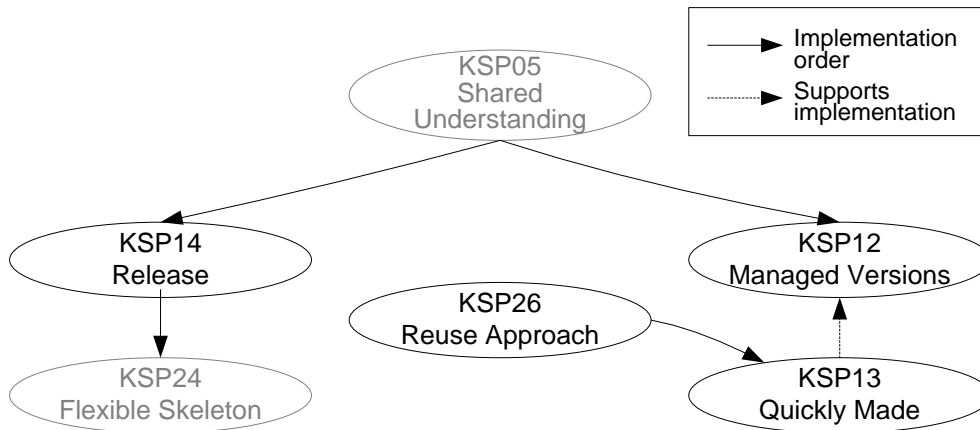 Implementation
order
Supports
implementation
KSP05
Shared
Understanding
KSP14
Release
KSP12
Managed Versions
KSP26
Reuse Approach
KSP24
Flexible Skeleton
KSP13
Quickly Made